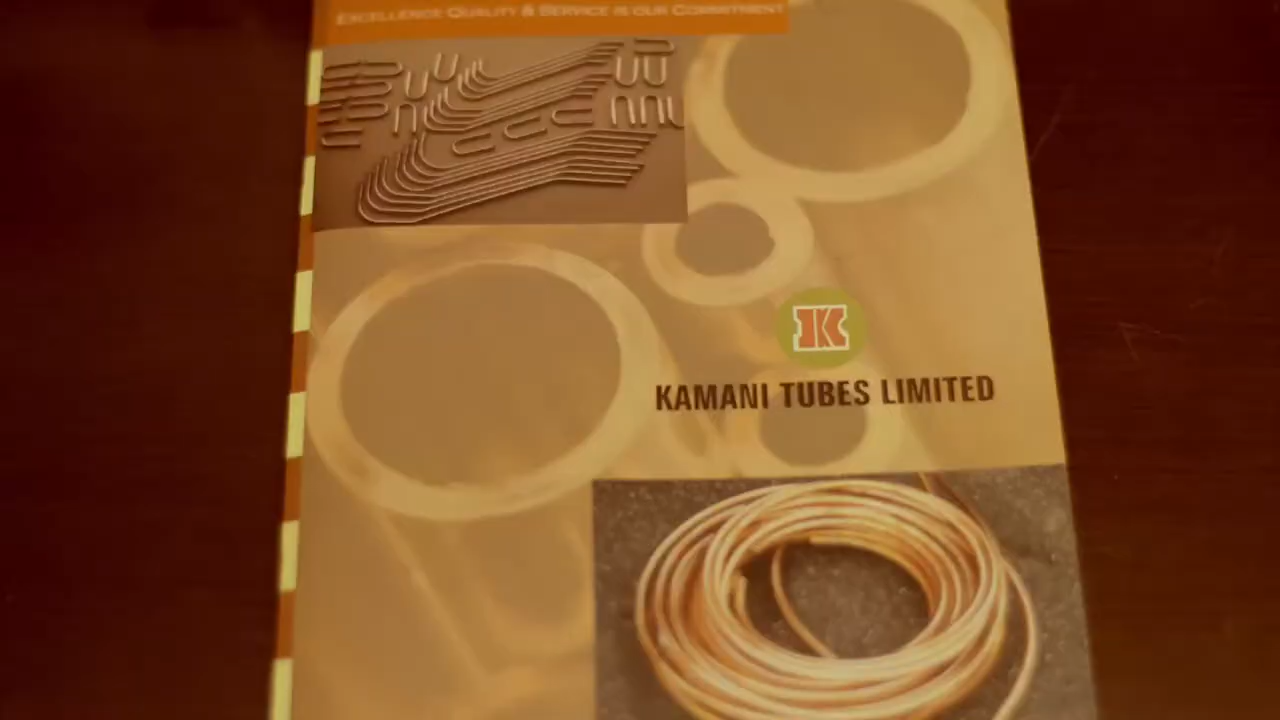 EXCELLENCE QUALITY & SERVICE IS OUR COMMITMENT
K
KAMANI TUBES LIMITED